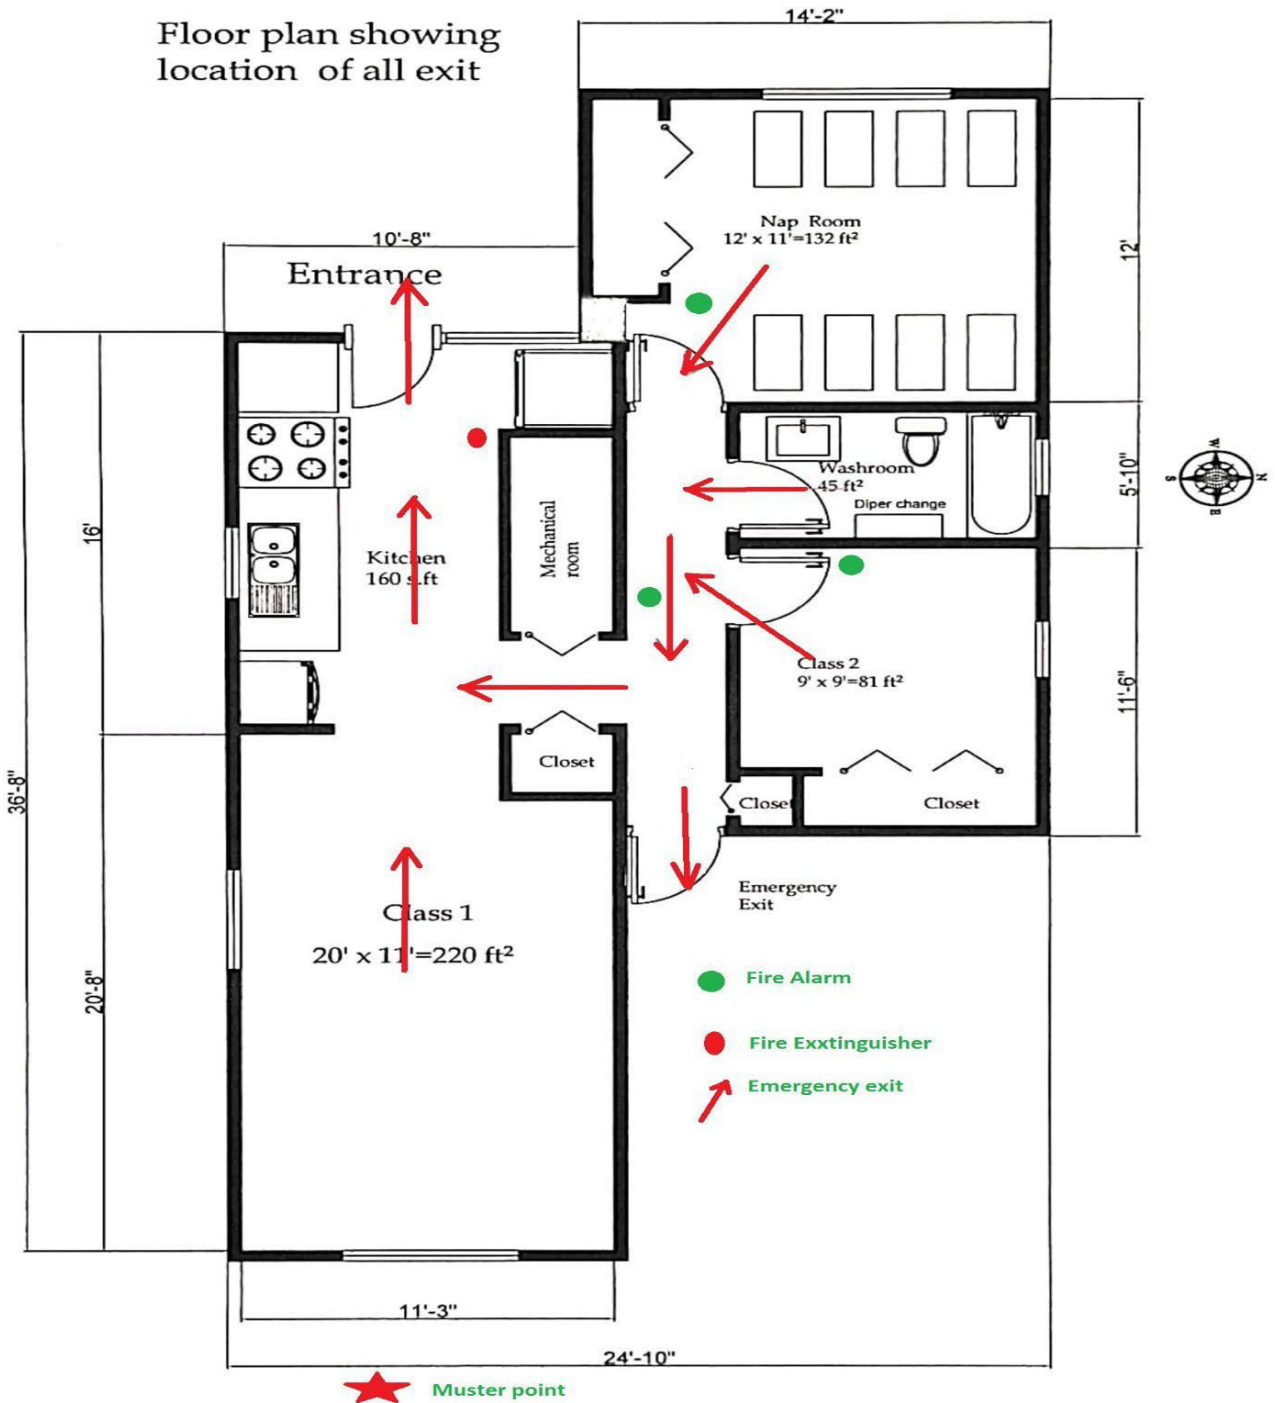 Floor plan showing
location of all exit
14'-2"
10'-8"
Entrance
Nap Room
12' x 11'=132 ft²
12'
Washroom
45 ft²
Diper change
5'-10"
W
S
N
E
16'
Kitchen
160 s.ft
Mechanical
room
Class 2
9' x 9'=81 ft²
11'-6"
Closet
Closet
Closet
36'-8"
Emergency
Exit
Class 1
20' x 11'=220 ft²
20'-8"
Fire Alarm
Fire Exxtinguisher
Emergency exit
11'-3"
24'-10"
Muster point